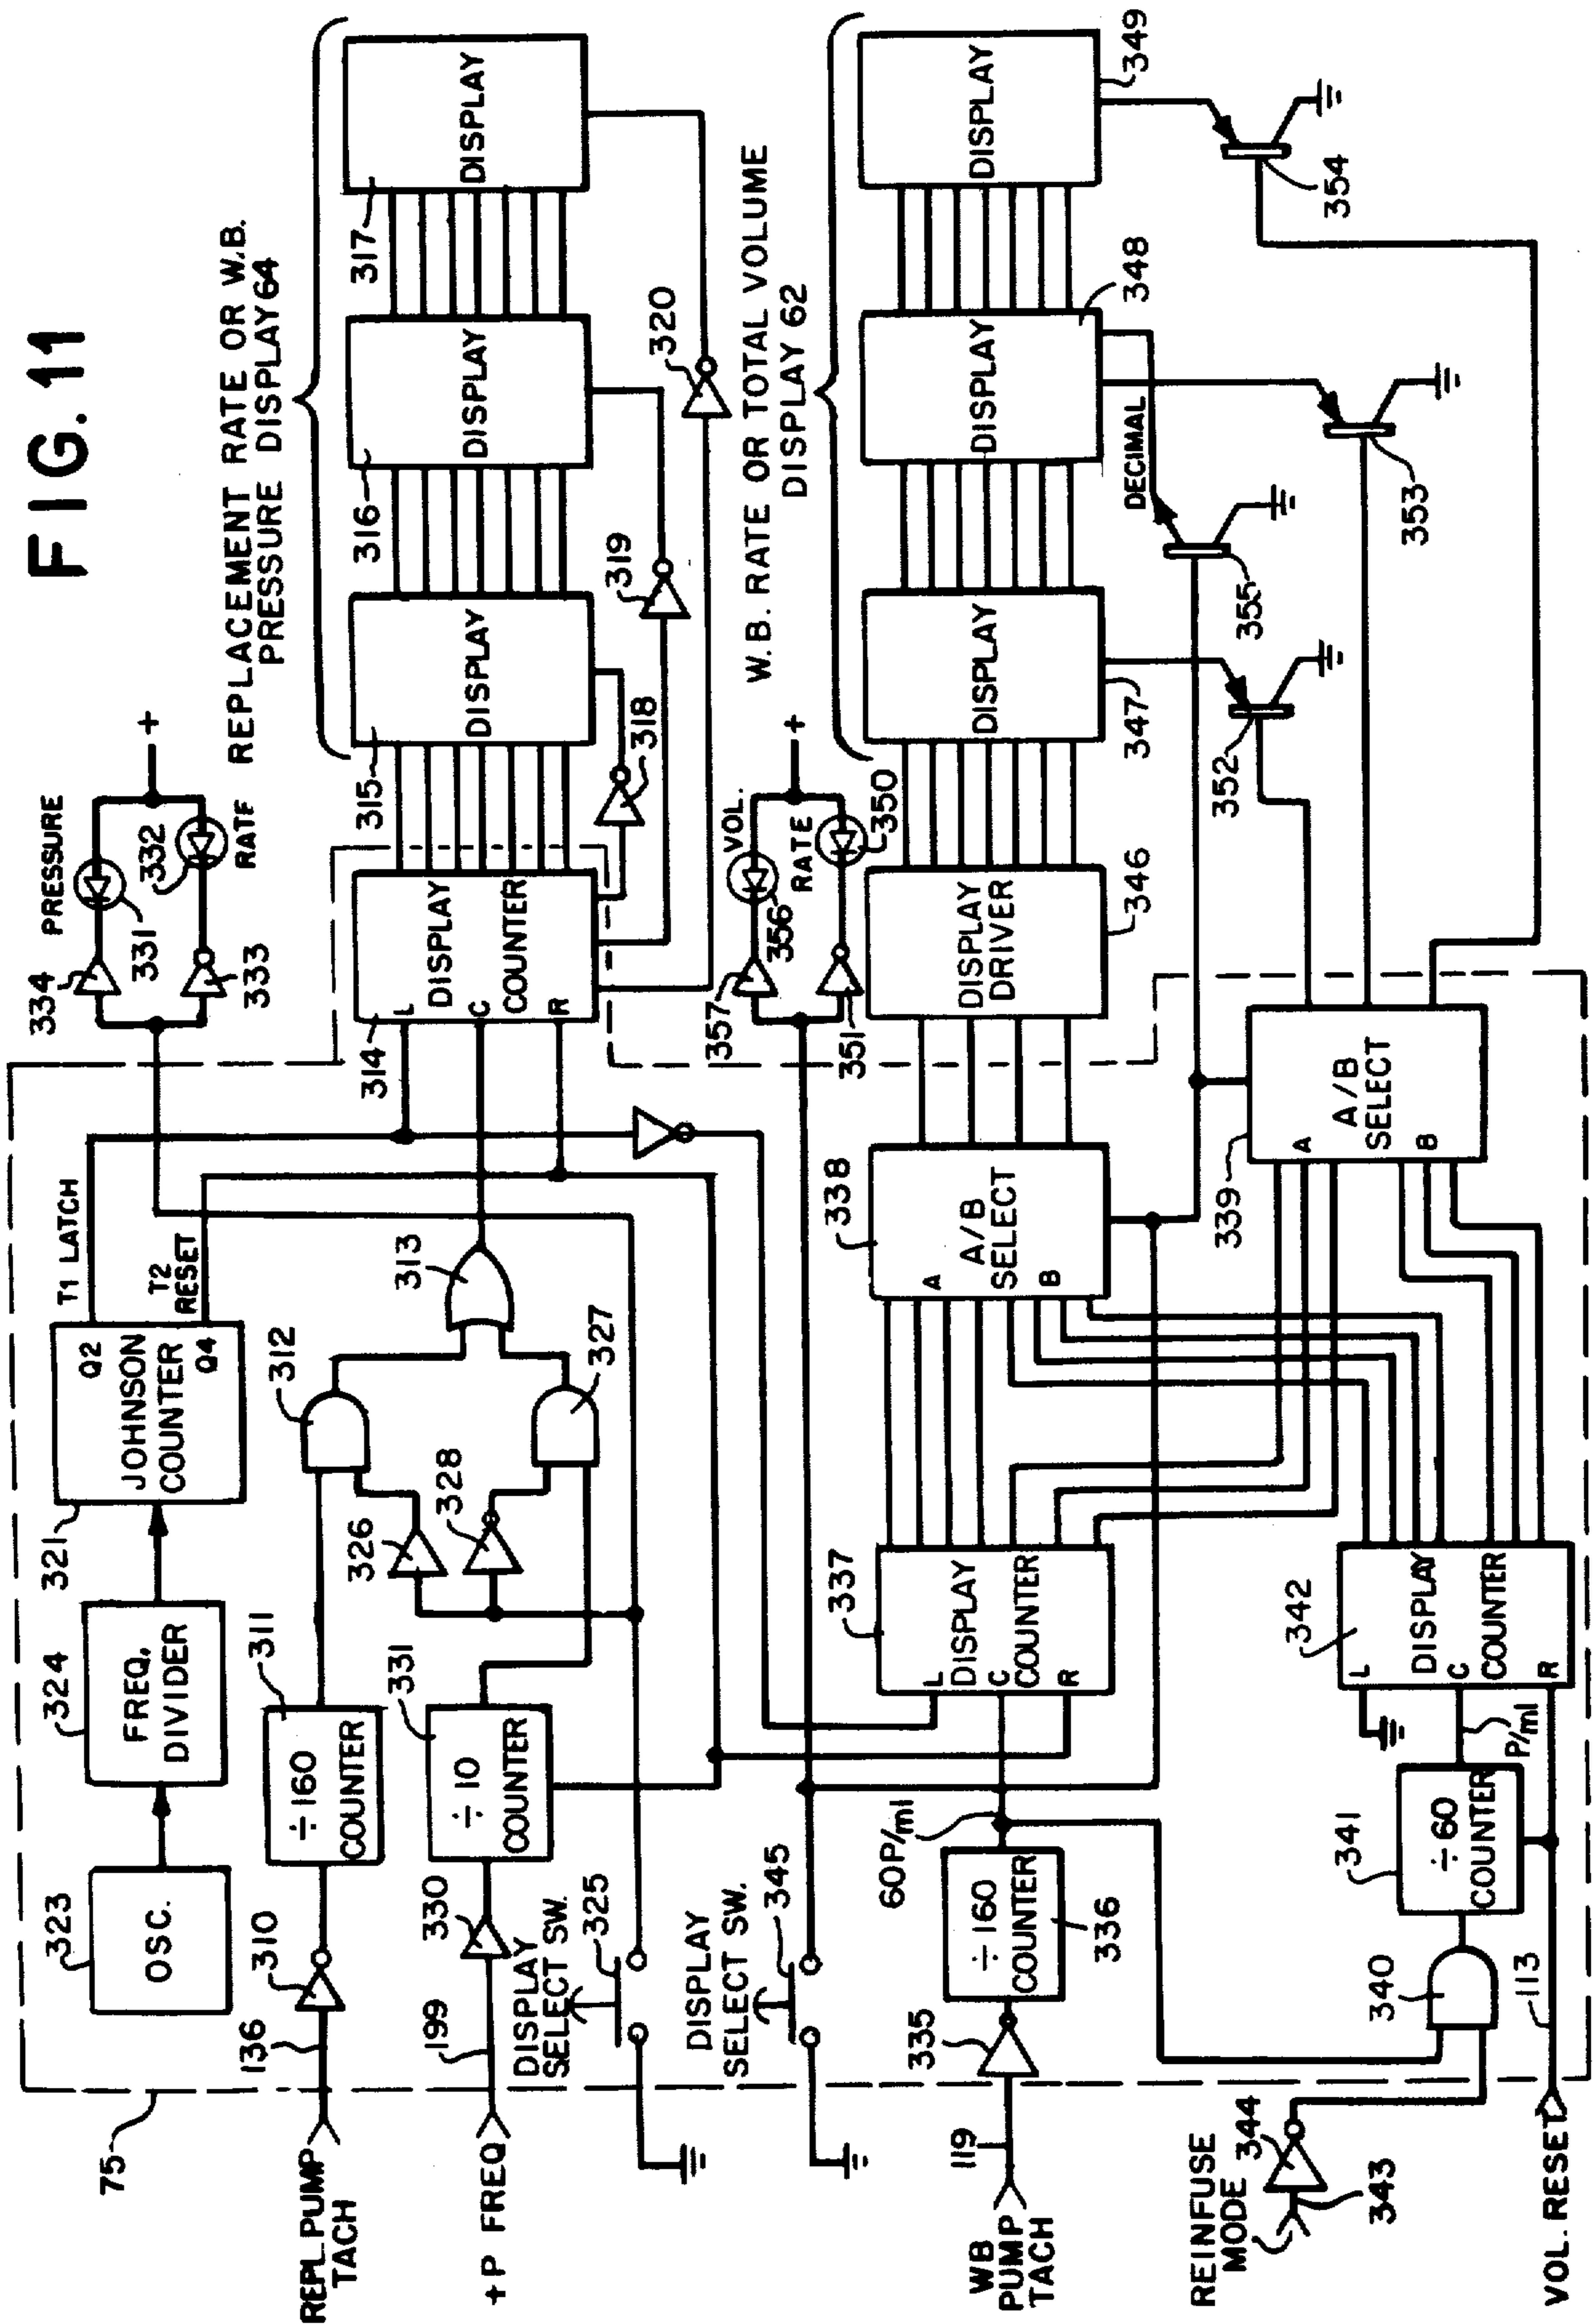 FIG. 11
REPLACEMENT RATE OR W.B.
PRESSURE DISPLAY 64
334
PRESSURE
331
332
RATE
333
+
314
L
C
R
DISPLAY
COUNTER
315
DISPLAY
316
DISPLAY
317
DISPLAY
318
319
320
75
323
OSC.
324
FREQ.
DIVIDER
321
JOHNSON
COUNTER
Q2
Q4
T1 LATCH
T2
RESET
REPL. PUMP
TACH
136
310
311
÷160
COUNTER
312
313
326
328
327
+P FREQ
199
330
331
÷10
COUNTER
DISPLAY
SELECT SW.
325
DISPLAY
SELECT SW.
345
357
VOL.
356
RATE
350
351
+
W.B. RATE OR TOTAL VOLUME
DISPLAY 62
WB
PUMP
TACH
119
335
÷160
COUNTER
336
60P/ml
337
L
C
R
DISPLAY
COUNTER
338
A
B
A/B
SELECT
DISPLAY
DRIVER
346
DISPLAY
347
DISPLAY
348
DISPLAY
349
DECIMAL
352
355
353
354
339
A
B
A/B
SELECT
REINFUSE
MODE
344
343
340
341
÷60
COUNTER
P/ml
342
L
C
R
DISPLAY
COUNTER
VOL. RESET
113